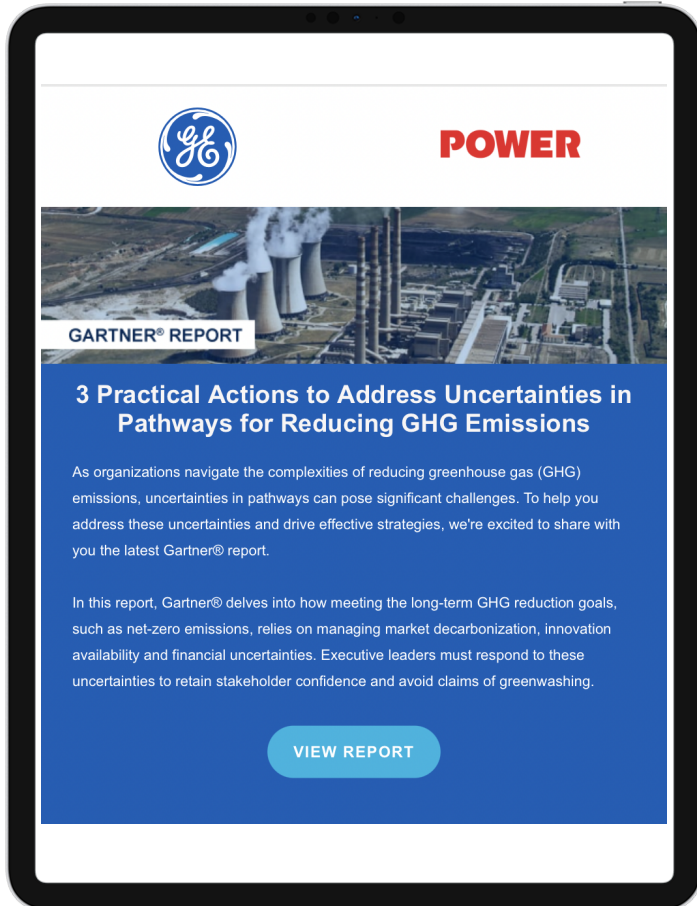 GE
POWER
GARTNER® REPORT
3 Practical Actions to Address Uncertainties in
Pathways for Reducing GHG Emissions
As organizations navigate the complexities of reducing greenhouse gas (GHG)
emissions, uncertainties in pathways can pose significant challenges. To help you
address these uncertainties and drive effective strategies, we're excited to share with
you the latest Gartner® report.
In this report, Gartner® delves into how meeting the long-term GHG reduction goals,
such as net-zero emissions, relies on managing market decarbonization, innovation
availability and financial uncertainties. Executive leaders must respond to these
uncertainties to retain stakeholder confidence and avoid claims of greenwashing.
VIEW REPORT